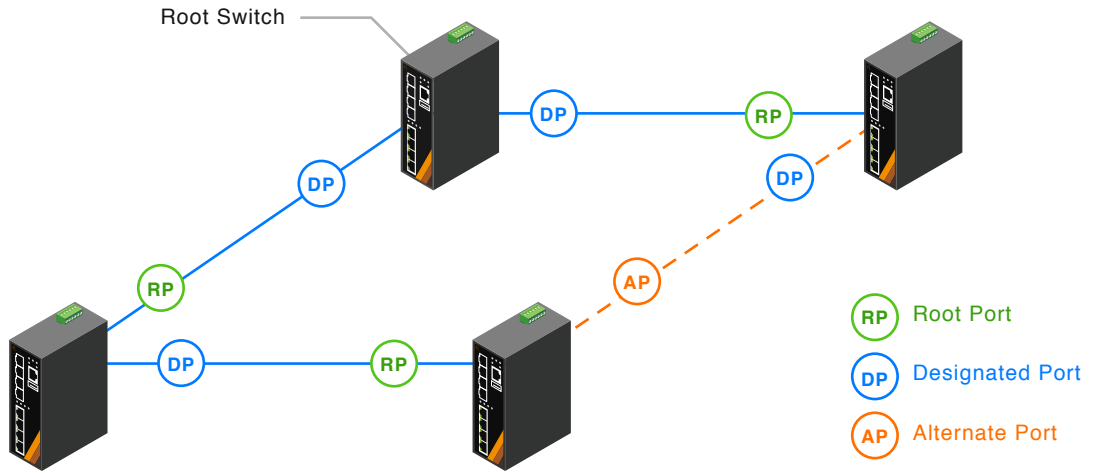 Root Switch
DP
RP
DP
DP
RP
AP
DP
RP
RP Root Port
DP Designated Port
AP Alternate Port